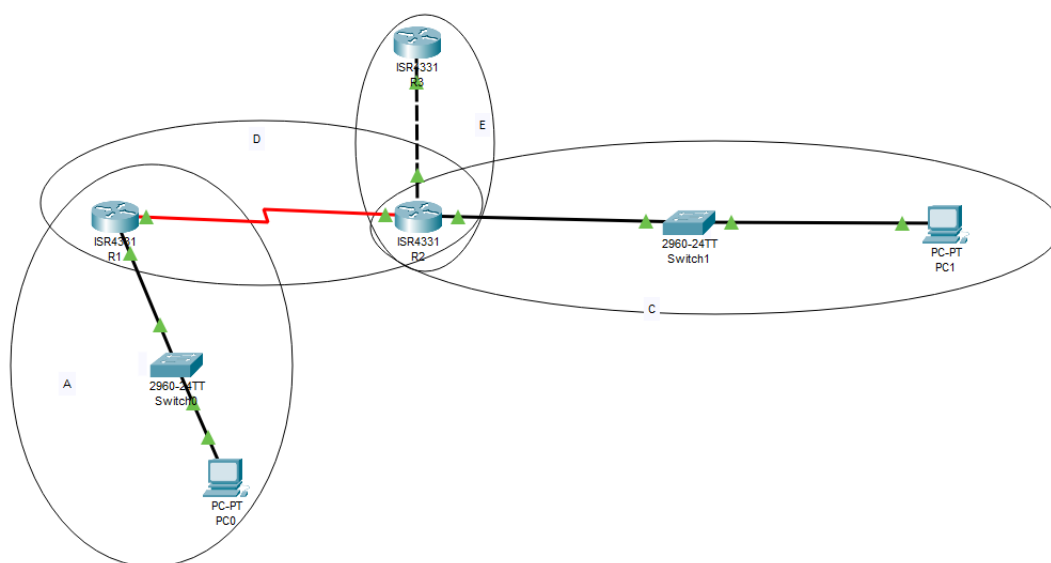 ISR4331
R3
D
E
ISR4331
R1
ISR4331
R2
2960-24TT
Switch1
PC-PT
PC1
C
A
2960-24TT
Switch0
PC-PT
PC0